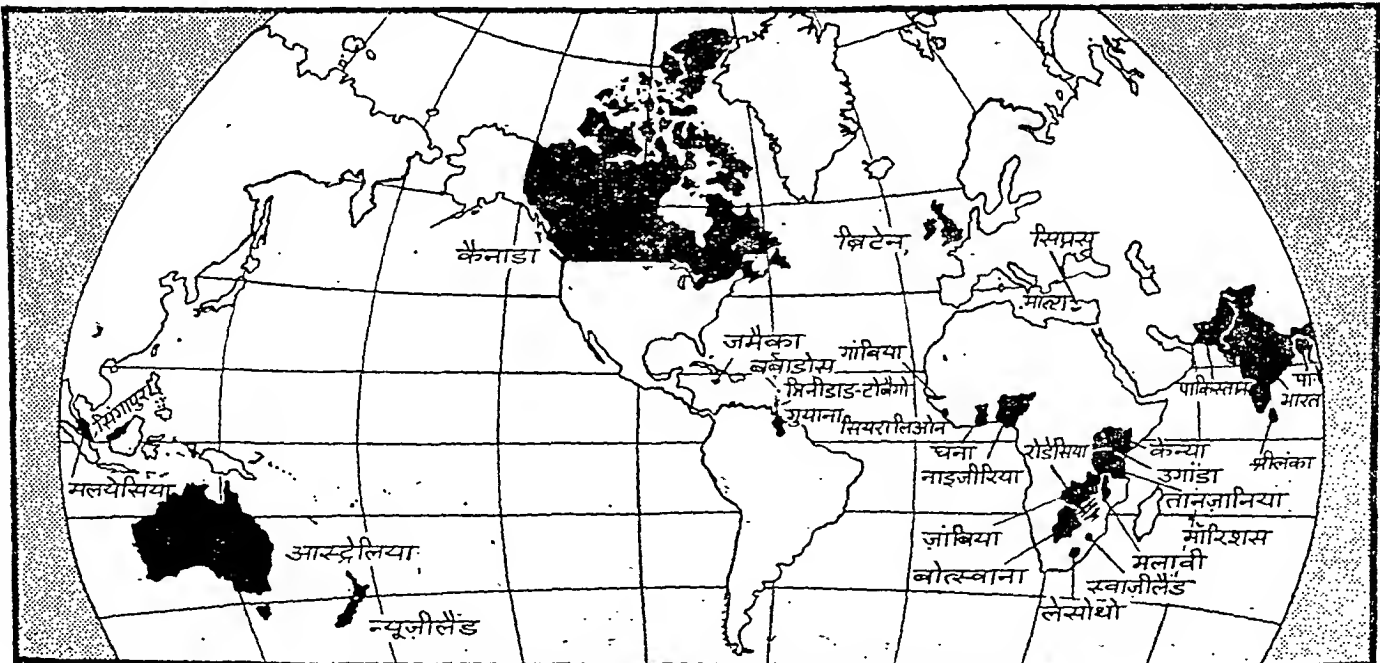 कैनाडा
ब्रिटेन
सिप्रस
माल्टा
जमैका
बर्बाडोस
गांबिया
त्रिनीडाड-टोबैगो
गुयाना
सियरालिओन
घना
नाइजीरिया
रोडेसिया
केन्या
उगांडा
तानज़ानिया
मॉरिशस
ज़ांबिया
बोत्स्वाना
मलावी
स्वाज़ीलैंड
लेसोथो
पाकिस्तान
पा.
भारत
श्रीलंका
सिंगापुर
मलयेसिया
आस्ट्रेलिया
न्यूज़ीलैंड